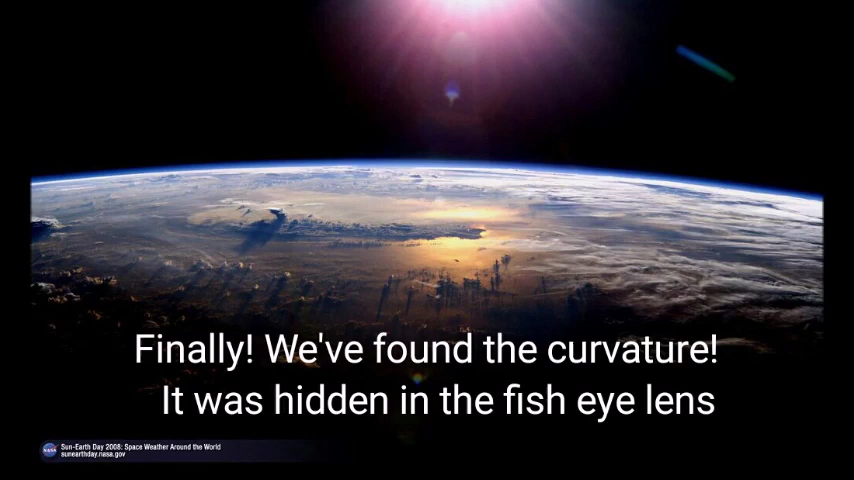 Finally! We've found the curvature!
It was hidden in the fish eye lens
NASA
Sun-Earth Day 2008: Space Weather Around the World
sunearthday.nasa.gov